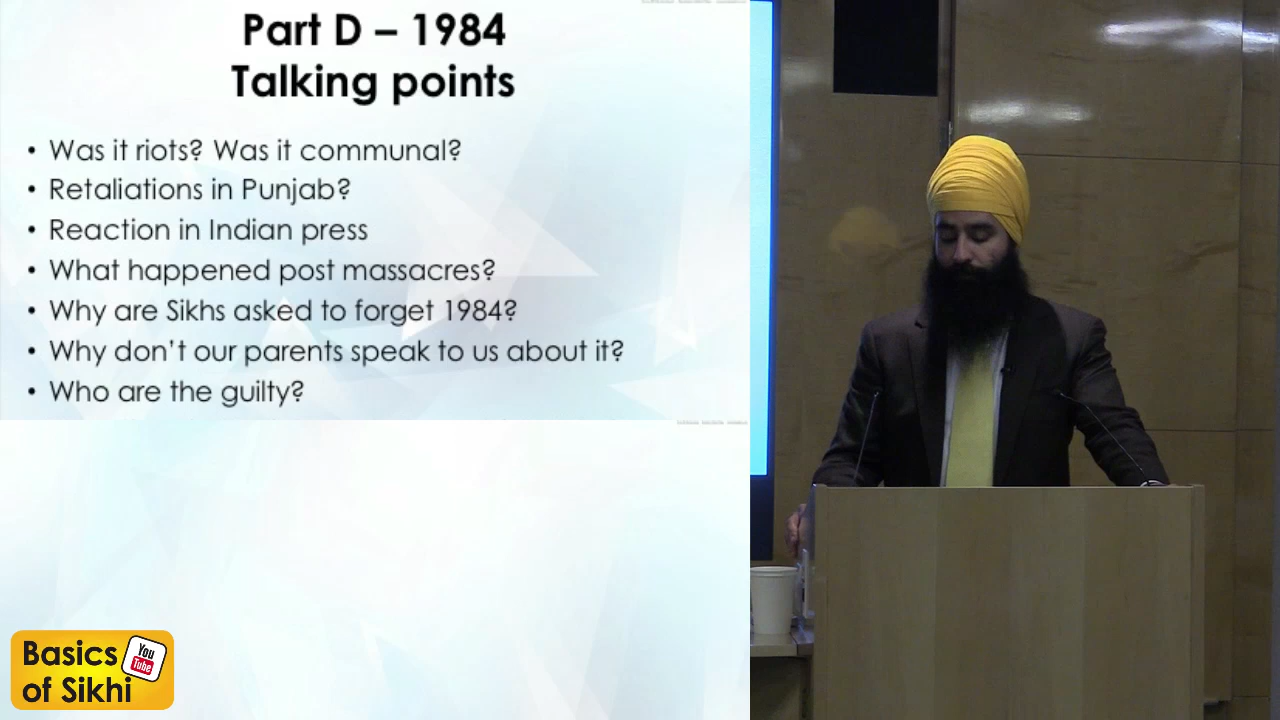 Part D – 1984
Talking points
• Was it riots? Was it communal?
• Retaliations in Punjab?
• Reaction in Indian press
• What happened post massacres?
• Why are Sikhs asked to forget 1984?
• Why don't our parents speak to us about it?
• Who are the guilty?
Basics
of Sikhi
You
Tube